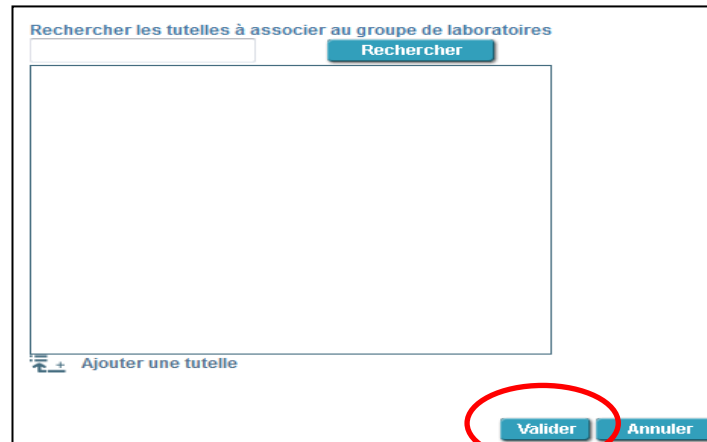 Rechercher les tutelles à associer au groupe de laboratoires
Rechercher
Ajouter une tutelle
Valider Annuler